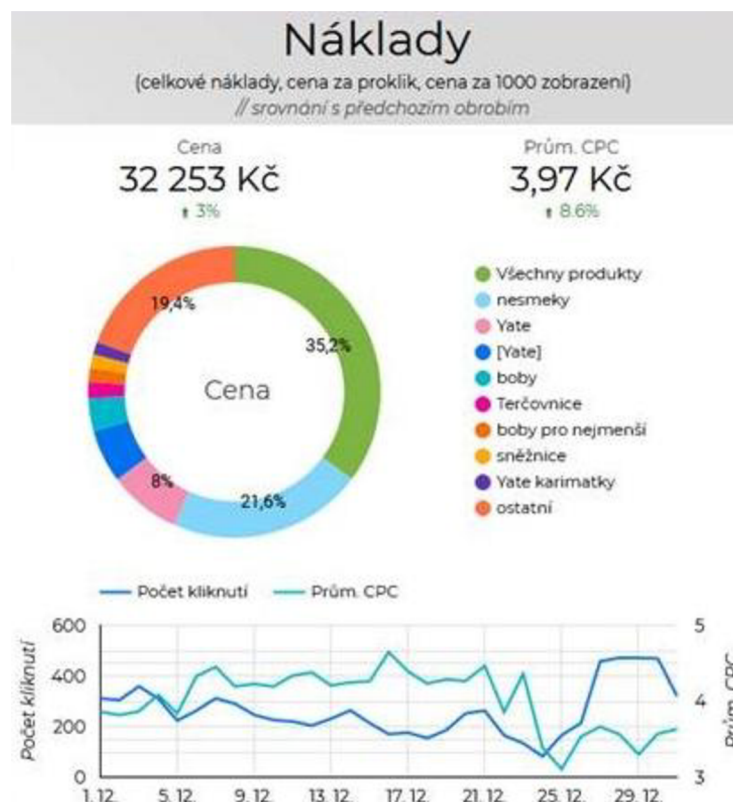 Náklady
(celkové náklady, cena za proklik, cena za 1000 zobrazení)
// srovnání s předchozím obrobím
Cena
32 253 Kč
3%
Prům. CPC
3,97 Kč
8.6%
19,4%
35,2%
Cena
8%
21,6%
Všechny produkty
nesmeky
Yate
[Yate]
boby
Terčovnice
boby pro nejmenší
sněžnice
Yate karimatky
ostatní
Počet kliknutí
Prům. CPC
Počet kliknutí
600
400
200
0
5
4
3
Prům. CPC
1. 12.
5. 12.
9. 12.
13. 12.
17. 12.
21. 12.
25. 12.
29. 12.